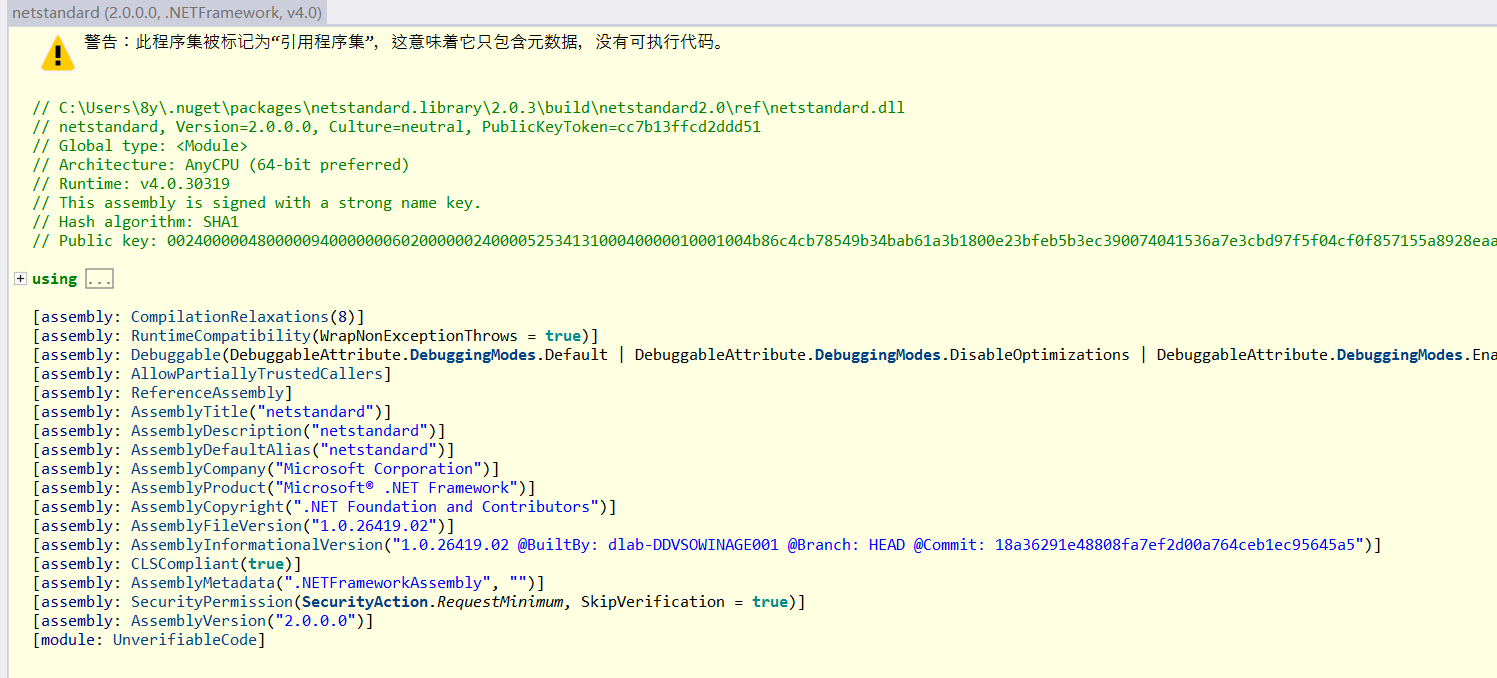 netstandard (2.0.0.0, .NETFramework, v4.0)
警告：此程序集被标记为“引用程序集”，这意味着它只包含元数据，没有可执行代码。
// C:\Users\8y\.nuget\packages\netstandard.library\2.0.3\build\netstandard2.0\ref\netstandard.dll
// netstandard, Version=2.0.0.0, Culture=neutral, PublicKeyToken=cc7b13ffcd2ddd51
// Global type: <Module>
// Architecture: AnyCPU (64-bit preferred)
// Runtime: v4.0.30319
// This assembly is signed with a strong name key.
// Hash algorithm: SHA1
// Public key: 00240000048000009400000006020000002400005253413100040000010001004b86c4cb78549b34bab61a3b1800e23bfeb5b3ec390074041536a7e3cbd97f5f04cf0f857155a8928eaa
using ...
[assembly: CompilationRelaxations(8)]
[assembly: RuntimeCompatibility(WrapNonExceptionThrows = true)]
[assembly: Debuggable(DebuggableAttribute.DebuggingModes.Default | DebuggableAttribute.DebuggingModes.DisableOptimizations | DebuggableAttribute.DebuggingModes.Ena
[assembly: AllowPartiallyTrustedCallers]
[assembly: ReferenceAssembly]
[assembly: AssemblyTitle("netstandard")]
[assembly: AssemblyDescription("netstandard")]
[assembly: AssemblyDefaultAlias("netstandard")]
[assembly: AssemblyCompany("Microsoft Corporation")]
[assembly: AssemblyProduct("Microsoft® .NET Framework")]
[assembly: AssemblyCopyright(".NET Foundation and Contributors")]
[assembly: AssemblyFileVersion("1.0.26419.02")]
[assembly: AssemblyInformationalVersion("1.0.26419.02 @BuiltBy: dlab-DDVSOWINAGE001 @Branch: HEAD @Commit: 18a36291e48808fa7ef2d00a764ceb1ec95645a5")]
[assembly: CLSCompliant(true)]
[assembly: AssemblyMetadata(".NETFrameworkAssembly", "")]
[assembly: SecurityPermission(SecurityAction.RequestMinimum, SkipVerification = true)]
[assembly: AssemblyVersion("2.0.0.0")]
[module: UnverifiableCode]